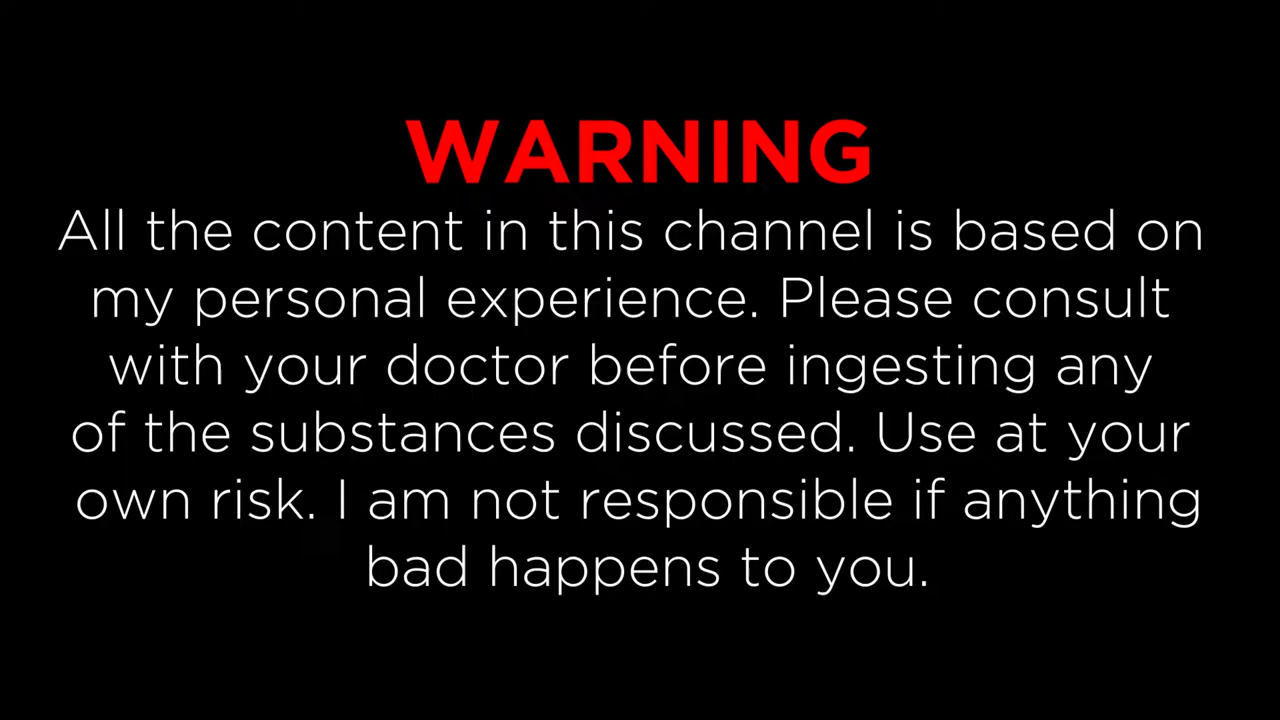 WARNING
All the content in this channel is based on
my personal experience. Please consult
with your doctor before ingesting any
of the substances discussed. Use at your
own risk. I am not responsible if anything
bad happens to you.